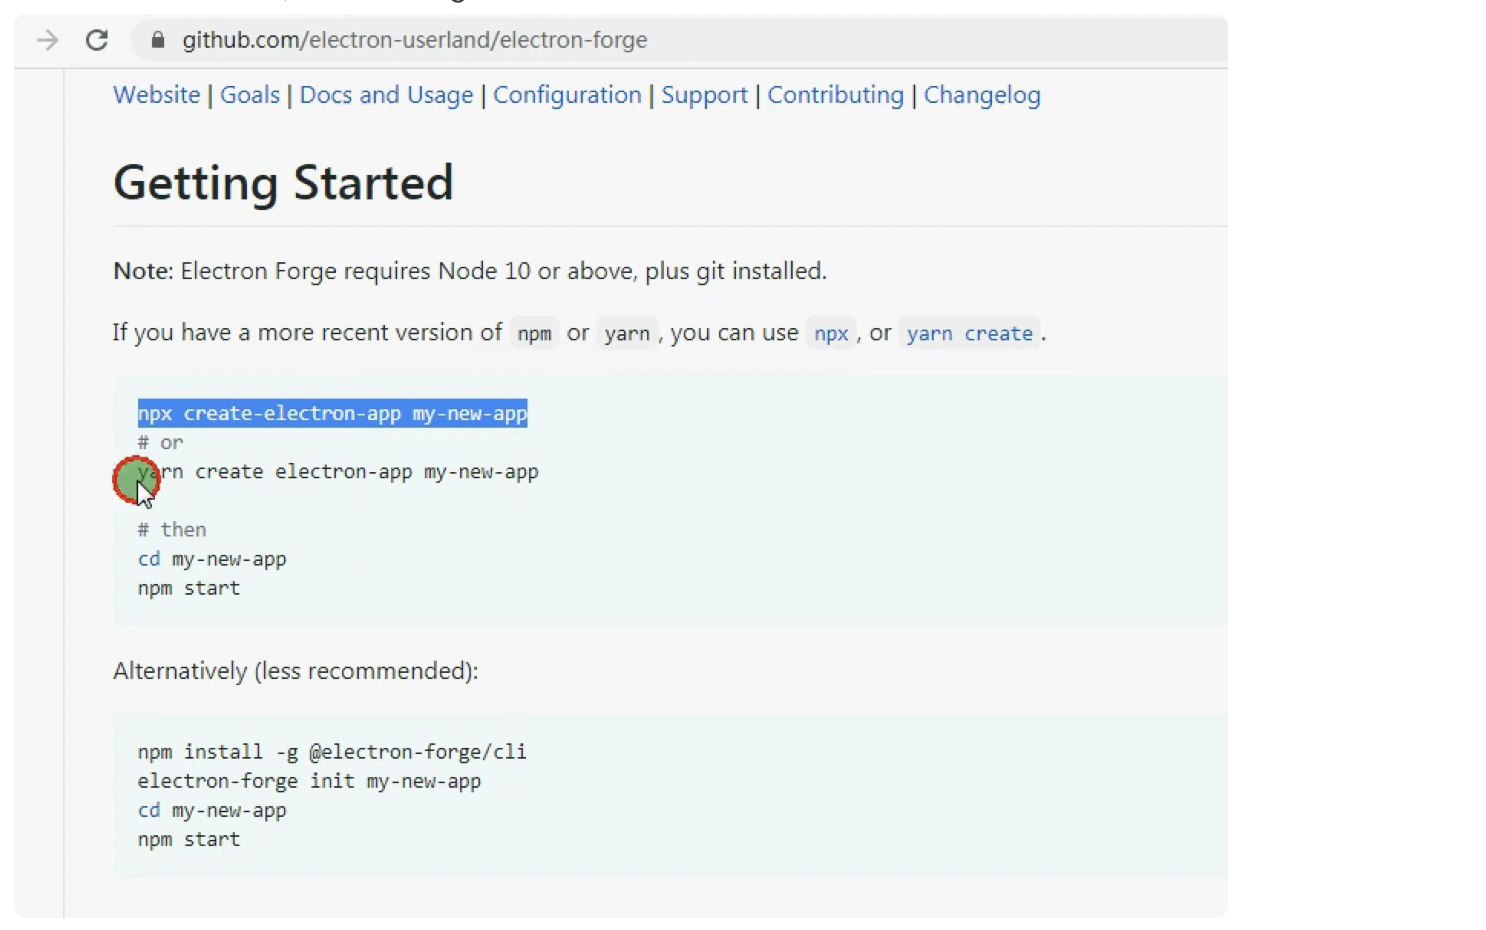 github.com/electron-userland/electron-forge
Website | Goals | Docs and Usage | Configuration | Support | Contributing | Changelog
Getting Started
Note: Electron Forge requires Node 10 or above, plus git installed.
If you have a more recent version of npm or yarn, you can use npx, or yarn create.
npx create-electron-app my-new-app
# or
yarn create electron-app my-new-app
# then
cd my-new-app
npm start
Alternatively (less recommended):
npm install -g @electron-forge/cli
electron-forge init my-new-app
cd my-new-app
npm start